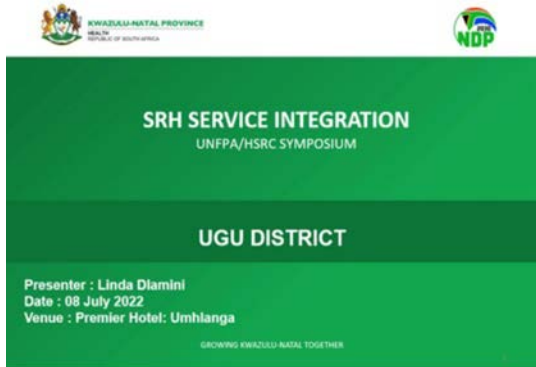 KWAZULU-NATAL PROVINCE
HEALTH
REPUBLIC OF SOUTH AFRICA
NDP
SRH SERVICE INTEGRATION
UNFPA/HSRC SYMPOSIUM
UGU DISTRICT
Presenter : Linda Dlamini
Date : 08 July 2022
Venue : Premier Hotel: Umhlanga
GROWING KWAZULU-NATAL TOGETHER